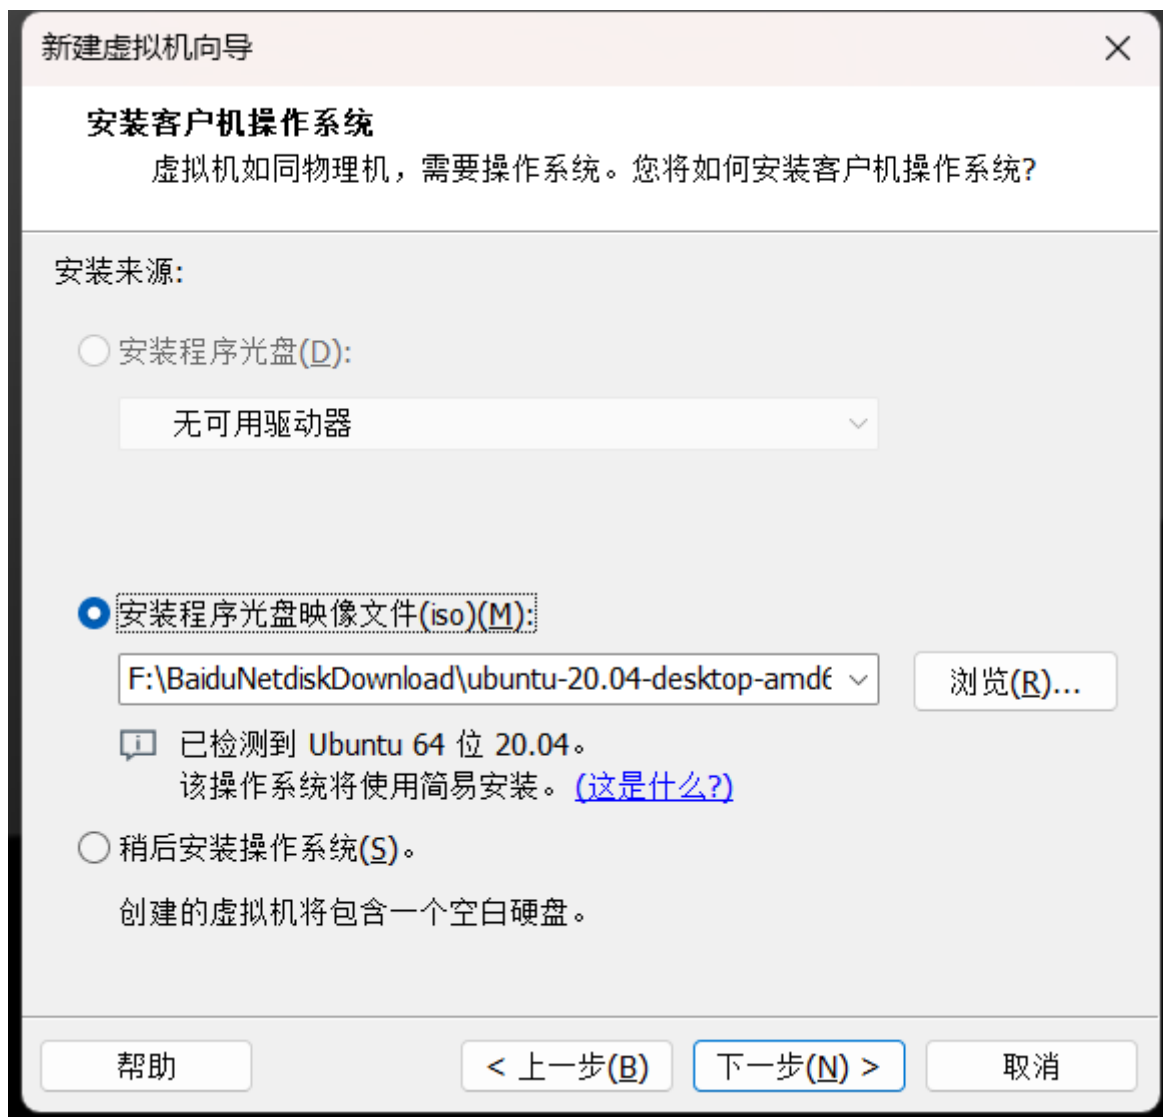 新建虚拟机向导
安装客户机操作系统
虚拟机如同物理机，需要操作系统。您将如何安装客户机操作系统?
安装来源:
安装程序光盘(D):
无可用驱动器
安装程序光盘映像文件(iso)(M):
F:\BaiduNetdiskDownload\ubuntu-20.04-desktop-amd6
浏览(R)...
已检测到 Ubuntu 64 位 20.04。
该操作系统将使用简易安装。(这是什么?)
稍后安装操作系统(S)。
创建的虚拟机将包含一个空白硬盘。
帮助 < 上一步(B) 下一步(N) > 取消